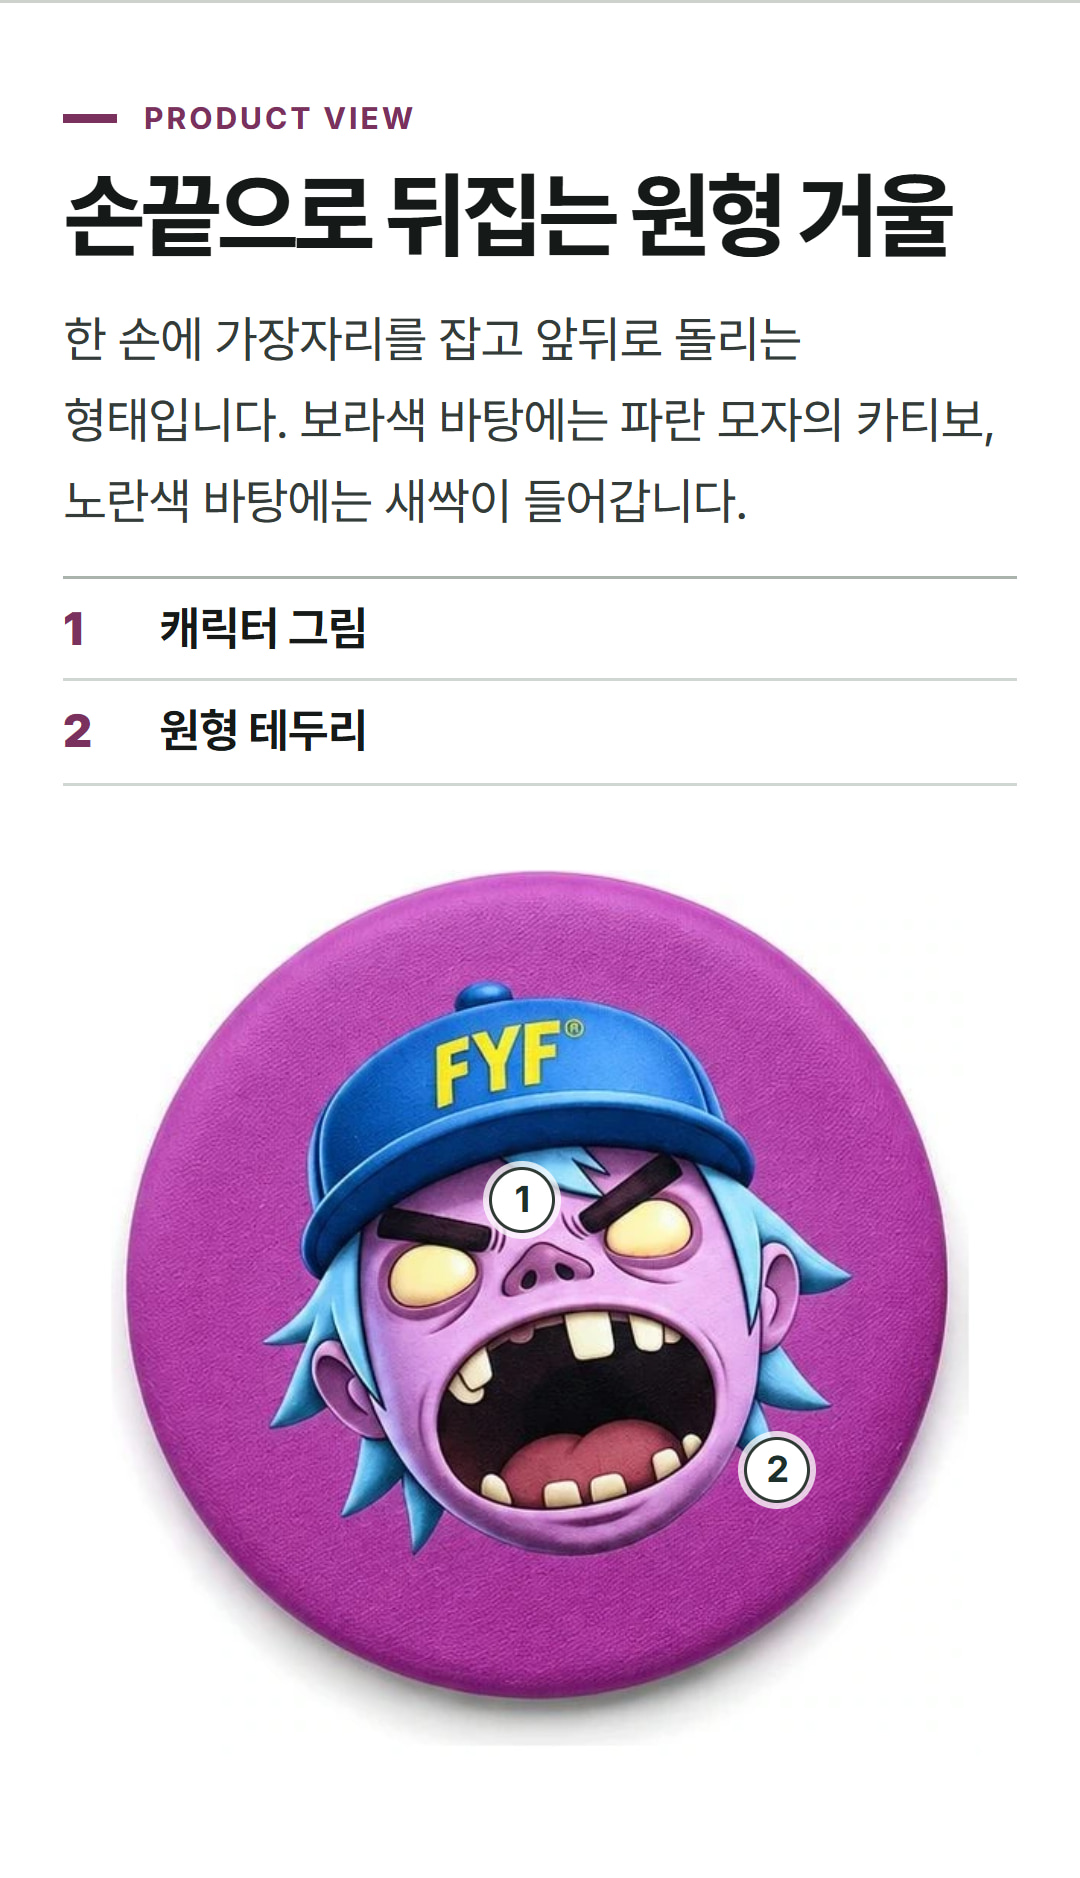 PRODUCT VIEW
손끝으로 뒤집는 원형 거울
한 손에 가장자리를 잡고 앞뒤로 돌리는
형태입니다. 보라색 바탕에는 파란 모자의 카티보,
노란색 바탕에는 새싹이 들어갑니다.
1 캐릭터 그림
2 원형 테두리
FYF®
1
2